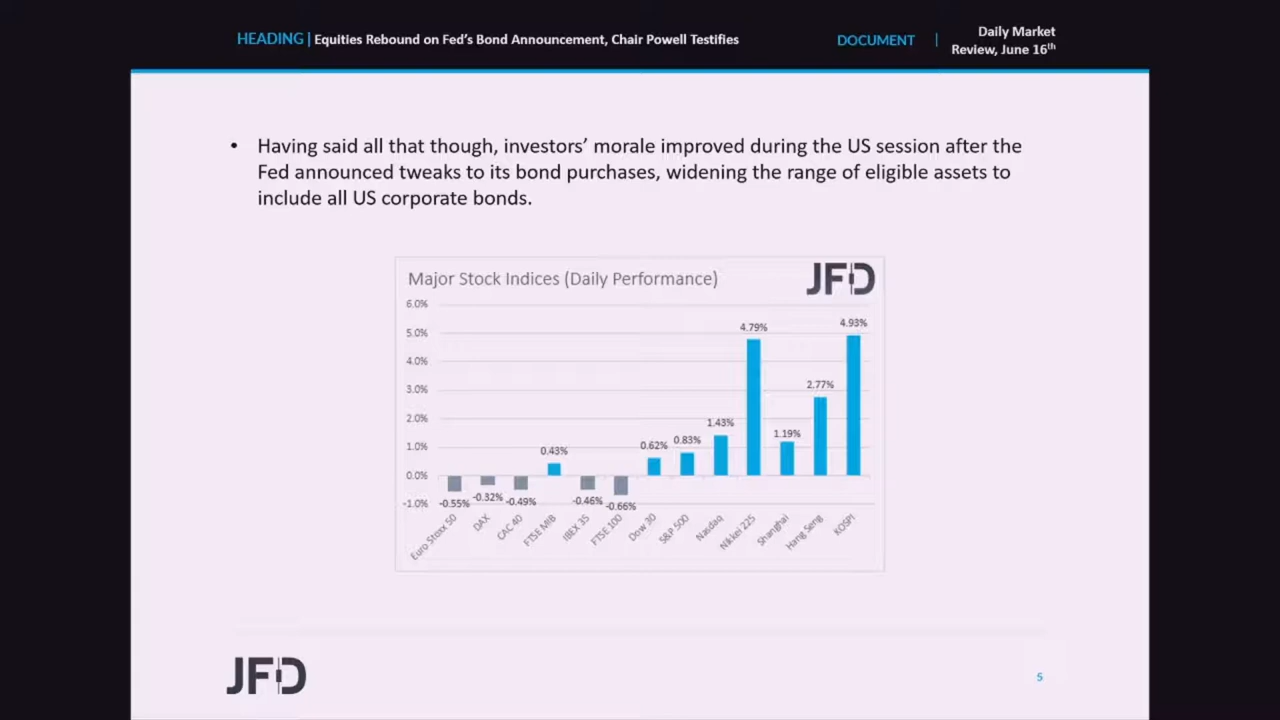 HEADING | Equities Rebound on Fed's Bond Announcement, Chair Powell Testifies
DOCUMENT | Daily Market
Review, June 16th
• Having said all that though, investors' morale improved during the US session after the
Fed announced tweaks to its bond purchases, widening the range of eligible assets to
include all US corporate bonds.
Major Stock Indices (Daily Performance)
JFD
6.0%
5.0%
4.0%
3.0%
2.0%
1.0%
0.0%
-1.0%
-0.55%
-0.32%
-0.49%
0.43%
-0.46%
-0.66%
0.62%
0.83%
1.43%
4.79%
1.19%
2.77%
4.93%
Euro Stoxx 50
DAX
CAC 40
FTSE MIB
IBEX 35
FTSE 100
Dow 30
S&P 500
Nasdaq
Nikkei 225
Shanghai
Hang Seng
KOSPI
JFD
5